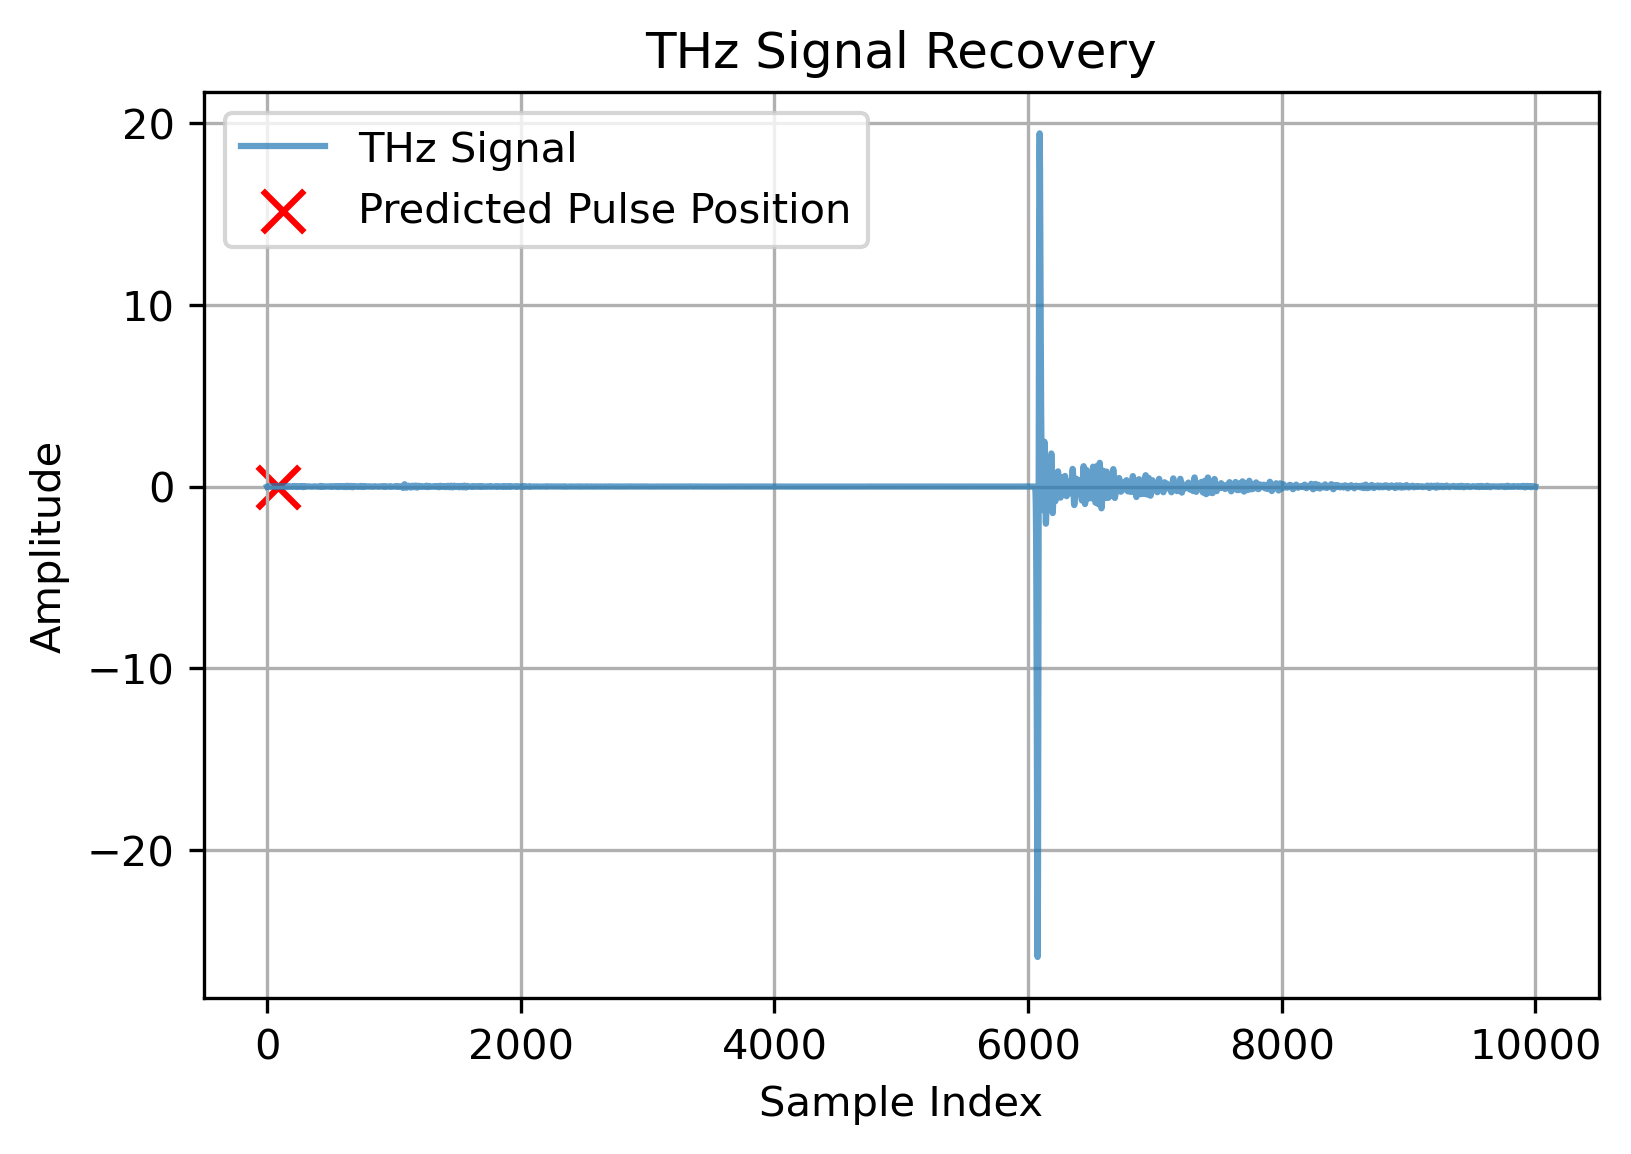 THz Signal Recovery
THz Signal
Predicted Pulse Position
20
10
0
−10
−20
Amplitude
0 2000 4000 6000 8000 10000
Sample Index